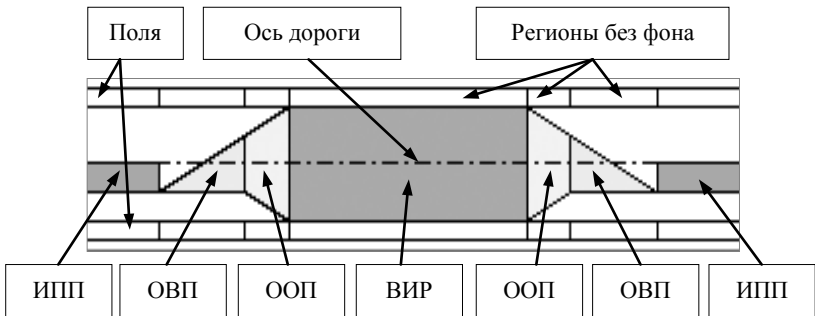 Поля
Ось дороги
Регионы без фона
ИПП
ОВП
ООП
ВИР
ООП
ОВП
ИПП